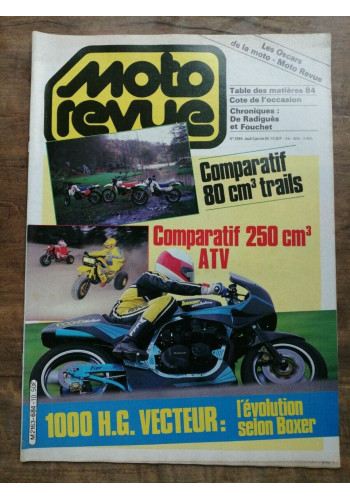 Moto
revue
Les Oscars
de la moto - Moto Revue
Table des matières 84
Cote de l'occasion
Chroniques :
De Radiguès
et Fouchet
Comparatif
80 cm³ trails
Comparatif 250 cm³
ATV
1000 H.G. VECTEUR :
l'évolution
selon Boxer